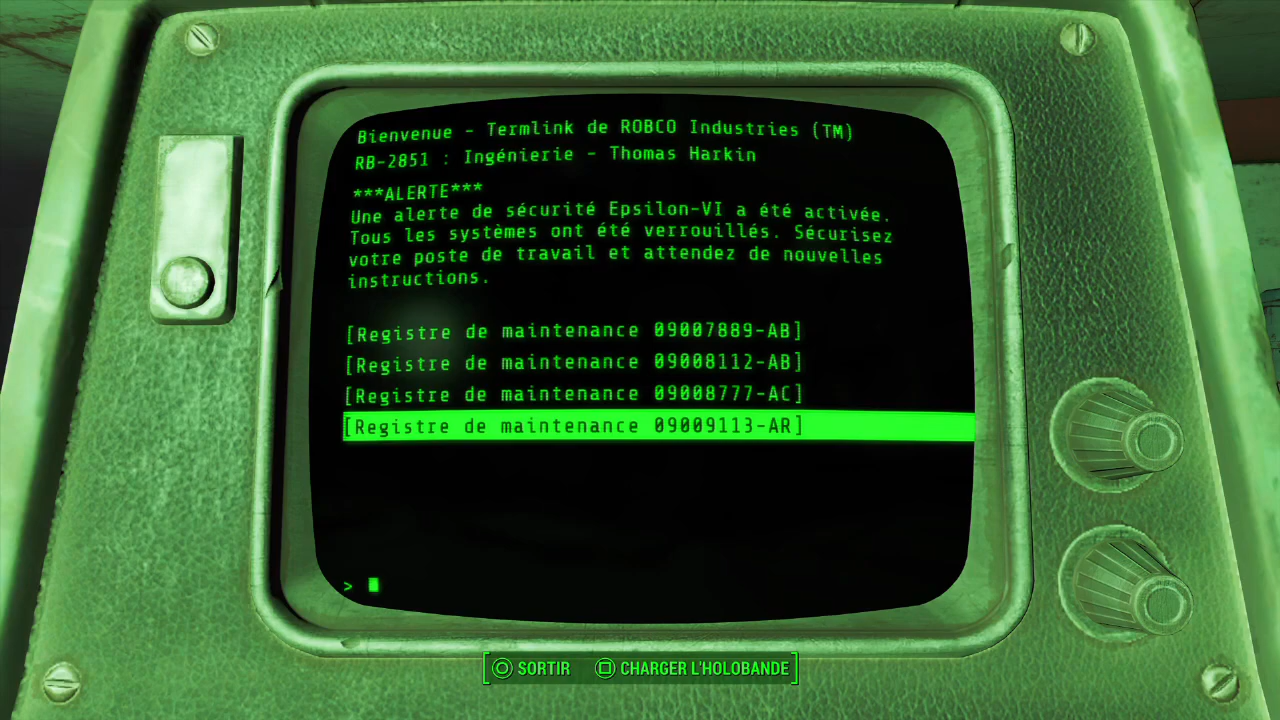 Bienvenue - Termlink de ROBCO Industries (TM)
RB-2851 : Ingénierie - Thomas Harkin
***ALERTE***
Une alerte de sécurité Epsilon-VI a été activée.
Tous les systèmes ont été verrouillés. Sécurisez
votre poste de travail et attendez de nouvelles
instructions.
[Registre de maintenance 09007889-AB]
[Registre de maintenance 09008112-AB]
[Registre de maintenance 09008777-AC]
[Registre de maintenance 09009113-AR]
>
SORTIR CHARGER L'HOLOBANDE